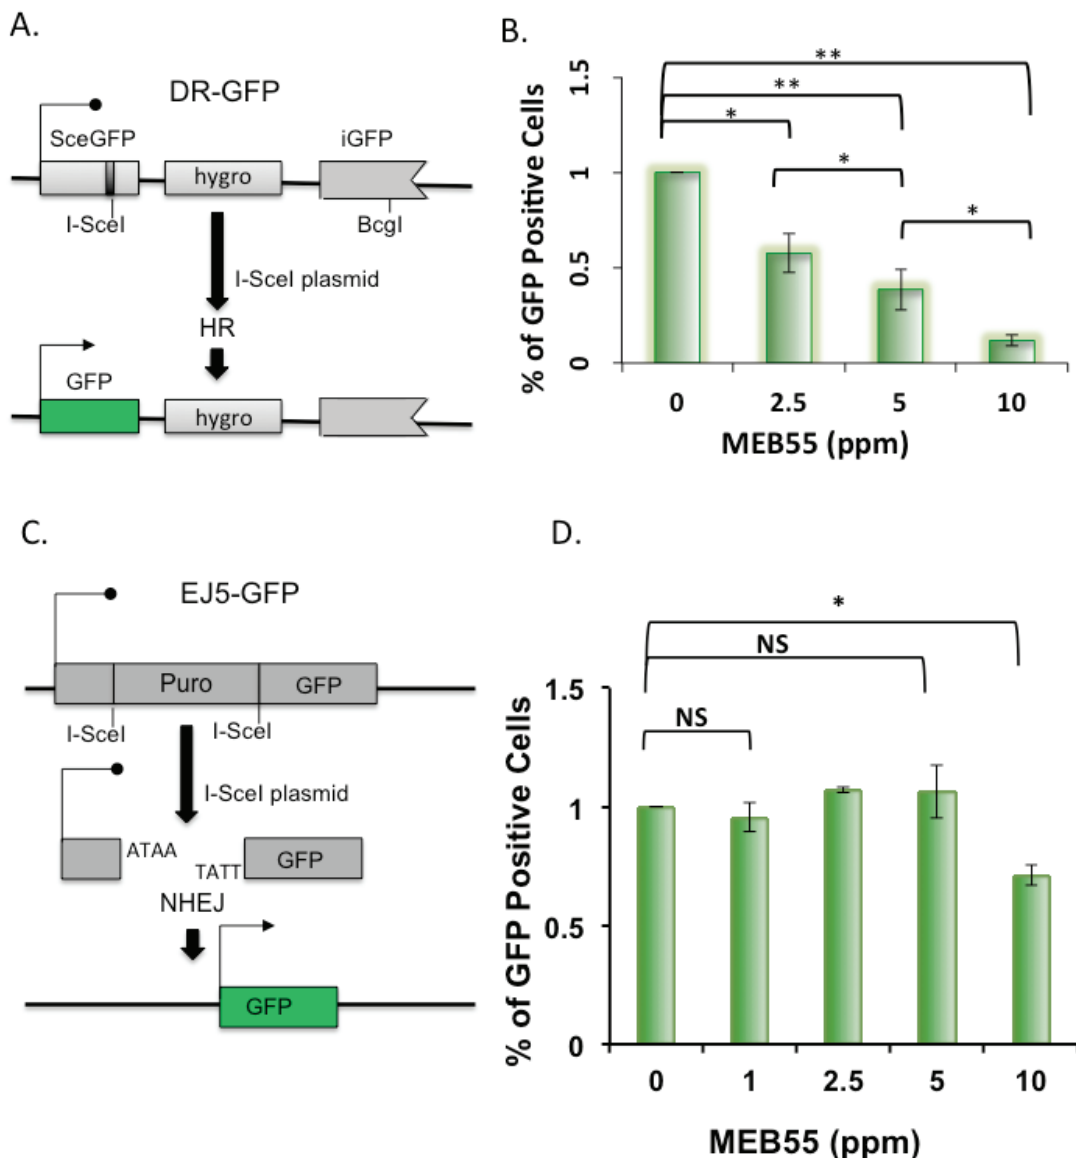 A.
DR-GFP
SceGFP
iGFP
hygro
I-SceI
BcgI
I-SceI plasmid
HR
GFP
hygro
B.
% of GFP Positive Cells
1.5
1
0.5
0
**
**
*
*
*
0 2.5 5 10
MEB55 (ppm)
C.
EJ5-GFP
Puro
GFP
I-SceI
I-SceI
I-SceI plasmid
ATAA
TATT
GFP
NHEJ
GFP
D.
% of GFP Positive Cells
1.5
1
0.5
0
*
NS
NS
0 1 2.5 5 10
MEB55 (ppm)